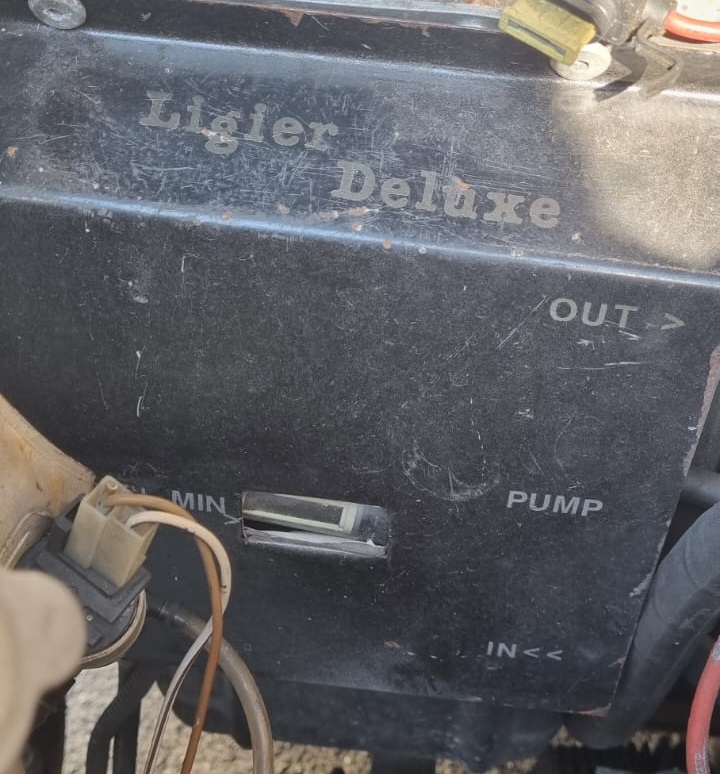 Ligier
Deluxe
OUT >
MIN
PUMP
IN <<